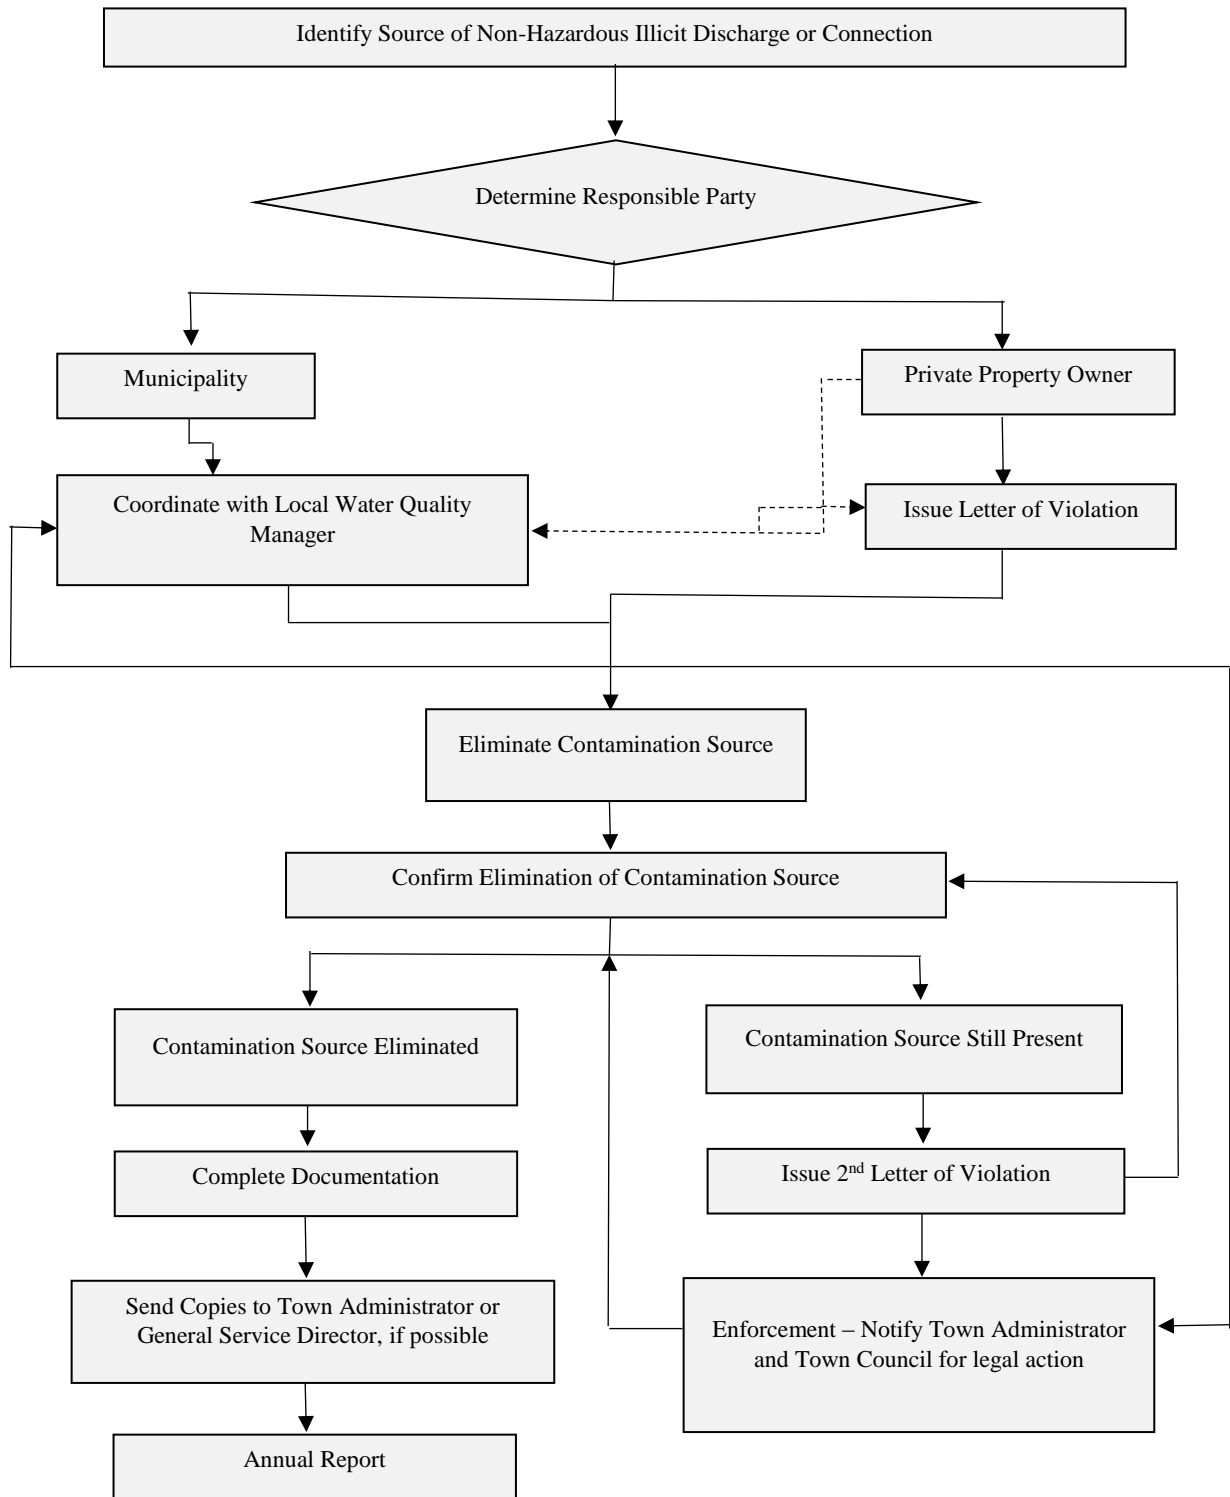 Identify Source of Non-Hazardous Illicit Discharge or Connection
Determine Responsible Party
Municipality
Private Property Owner
Coordinate with Local Water Quality
Manager
Issue Letter of Violation
Eliminate Contamination Source
Confirm Elimination of Contamination Source
Contamination Source Eliminated
Contamination Source Still Present
Complete Documentation
Issue 2nd Letter of Violation
Send Copies to Town Administrator or
General Service Director, if possible
Enforcement – Notify Town Administrator
and Town Council for legal action
Annual Report